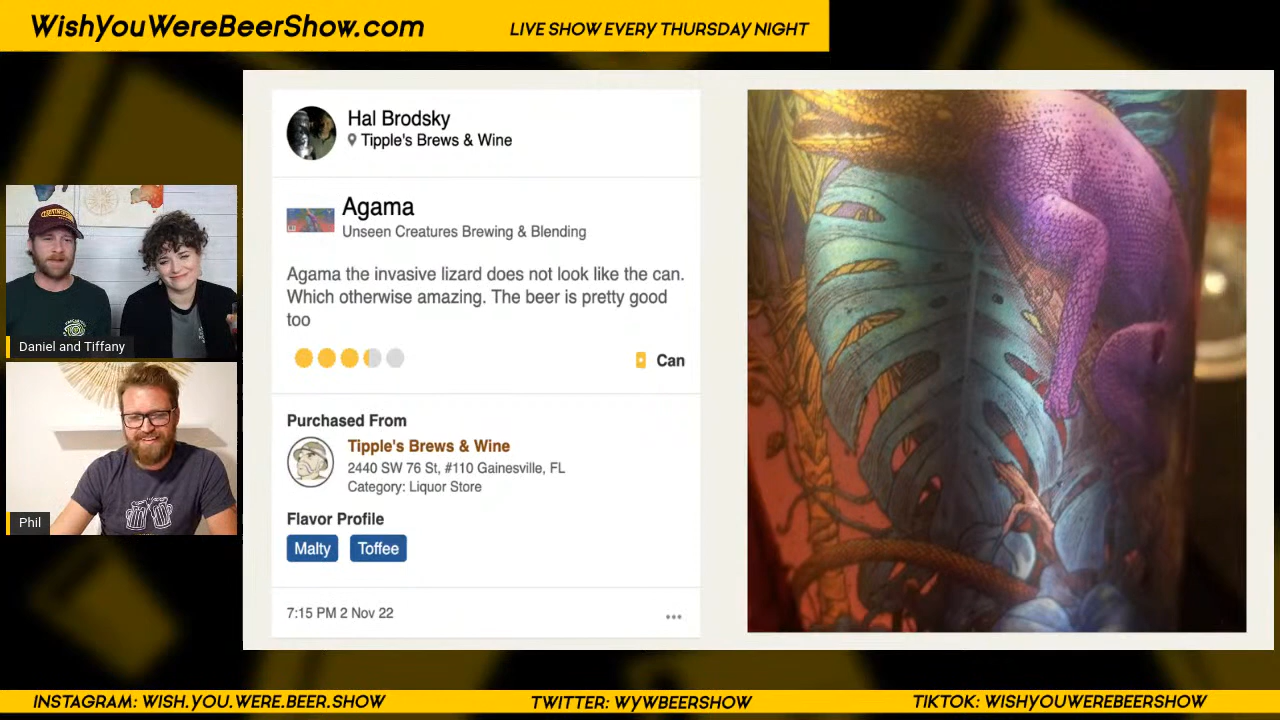 WishYouWereBeerShow.com
LIVE SHOW EVERY THURSDAY NIGHT
Hal Brodsky
Tipple's Brews & Wine
Agama
Unseen Creatures Brewing & Blending
Agama the invasive lizard does not look like the can.
Which otherwise amazing. The beer is pretty good
too
Can
Daniel and Tiffany
Purchased From
Tipple's Brews & Wine
2440 SW 76 St, #110 Gainesville, FL
Category: Liquor Store
Flavor Profile
Malty
Toffee
Phil
7:15 PM 2 Nov 22
INSTAGRAM: WISH.YOU.WERE.BEER.SHOW
TWITTER: WYWBEERSHOW
TIKTOK: WISHYOUWEREBEERSHOW